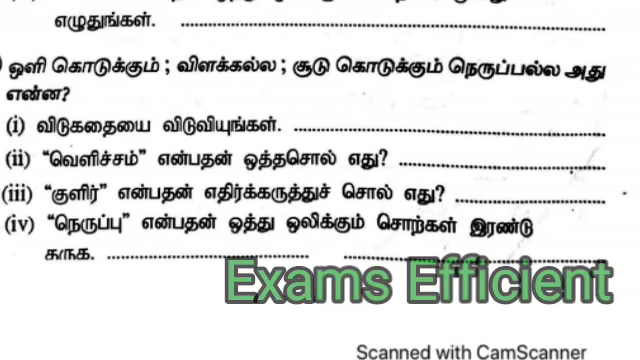 எழுதுங்கள். ......................................................
ஒளி கொடுக்கும் ; விளக்கல்ல ; சூடு கொடுக்கும் நெருப்பல்ல அது
என்ன?
(i) விடுகதையை விடுவியுங்கள். ......................................................
(ii) “வெளிச்சம்” என்பதன் ஒத்தசொல் எது? ......................................
(iii) “குளிர்” என்பதன் எதிர்க்கருத்துச் சொல் எது? ............................
(iv) “நெருப்பு” என்பதன் ஒத்து ஒலிக்கும் சொற்கள் இரண்டு
தருக. ........................................ ........................................
Exams Efficient
Scanned with CamScanner